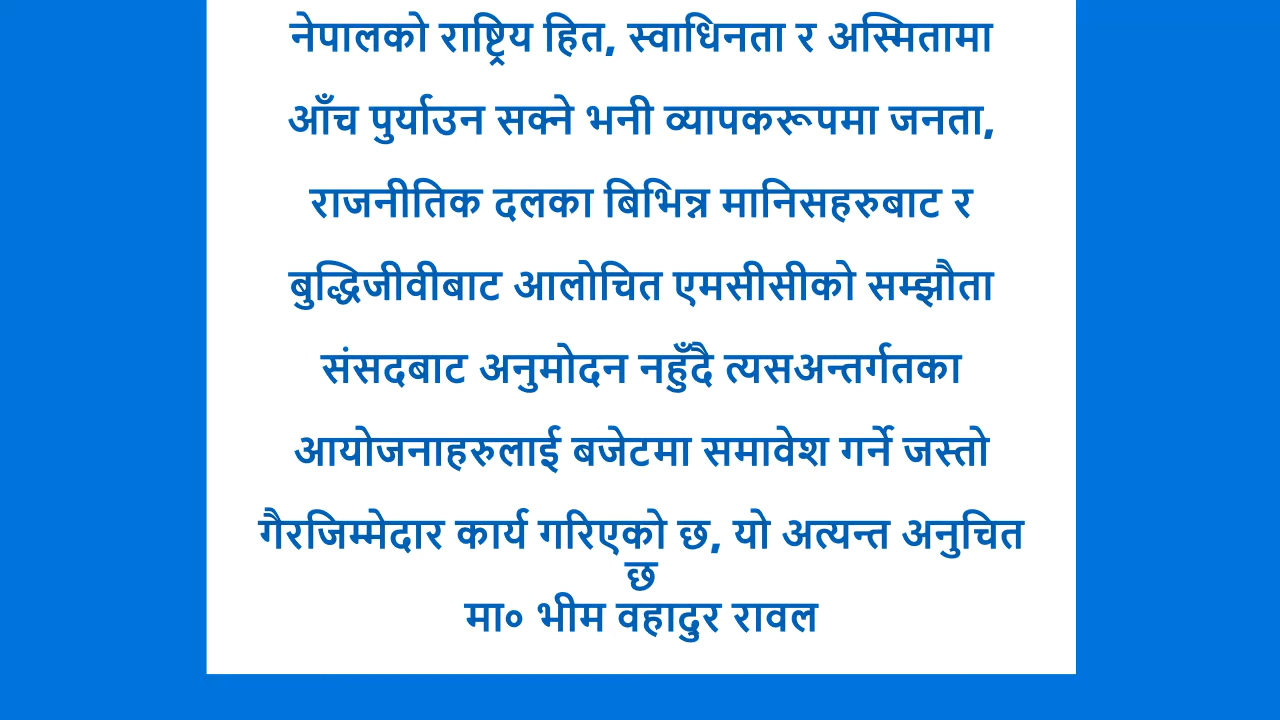 नेपालको राष्ट्रिय हित, स्वाधिनता र अस्मितामा
आँच पुर्याउन सक्ने भनी व्यापकरूपमा जनता,
राजनीतिक दलका बिभिन्न मानिसहरुबाट र
बुद्धिजीवीबाट आलोचित एमसीसीको सम्झौता
संसदबाट अनुमोदन नहुँदै त्यसअन्तर्गतका
आयोजनाहरुलाई बजेटमा समावेश गर्ने जस्तो
गैरजिम्मेदार कार्य गरिएको छ, यो अत्यन्त अनुचित
छ
मा० भीम वहादुर रावल